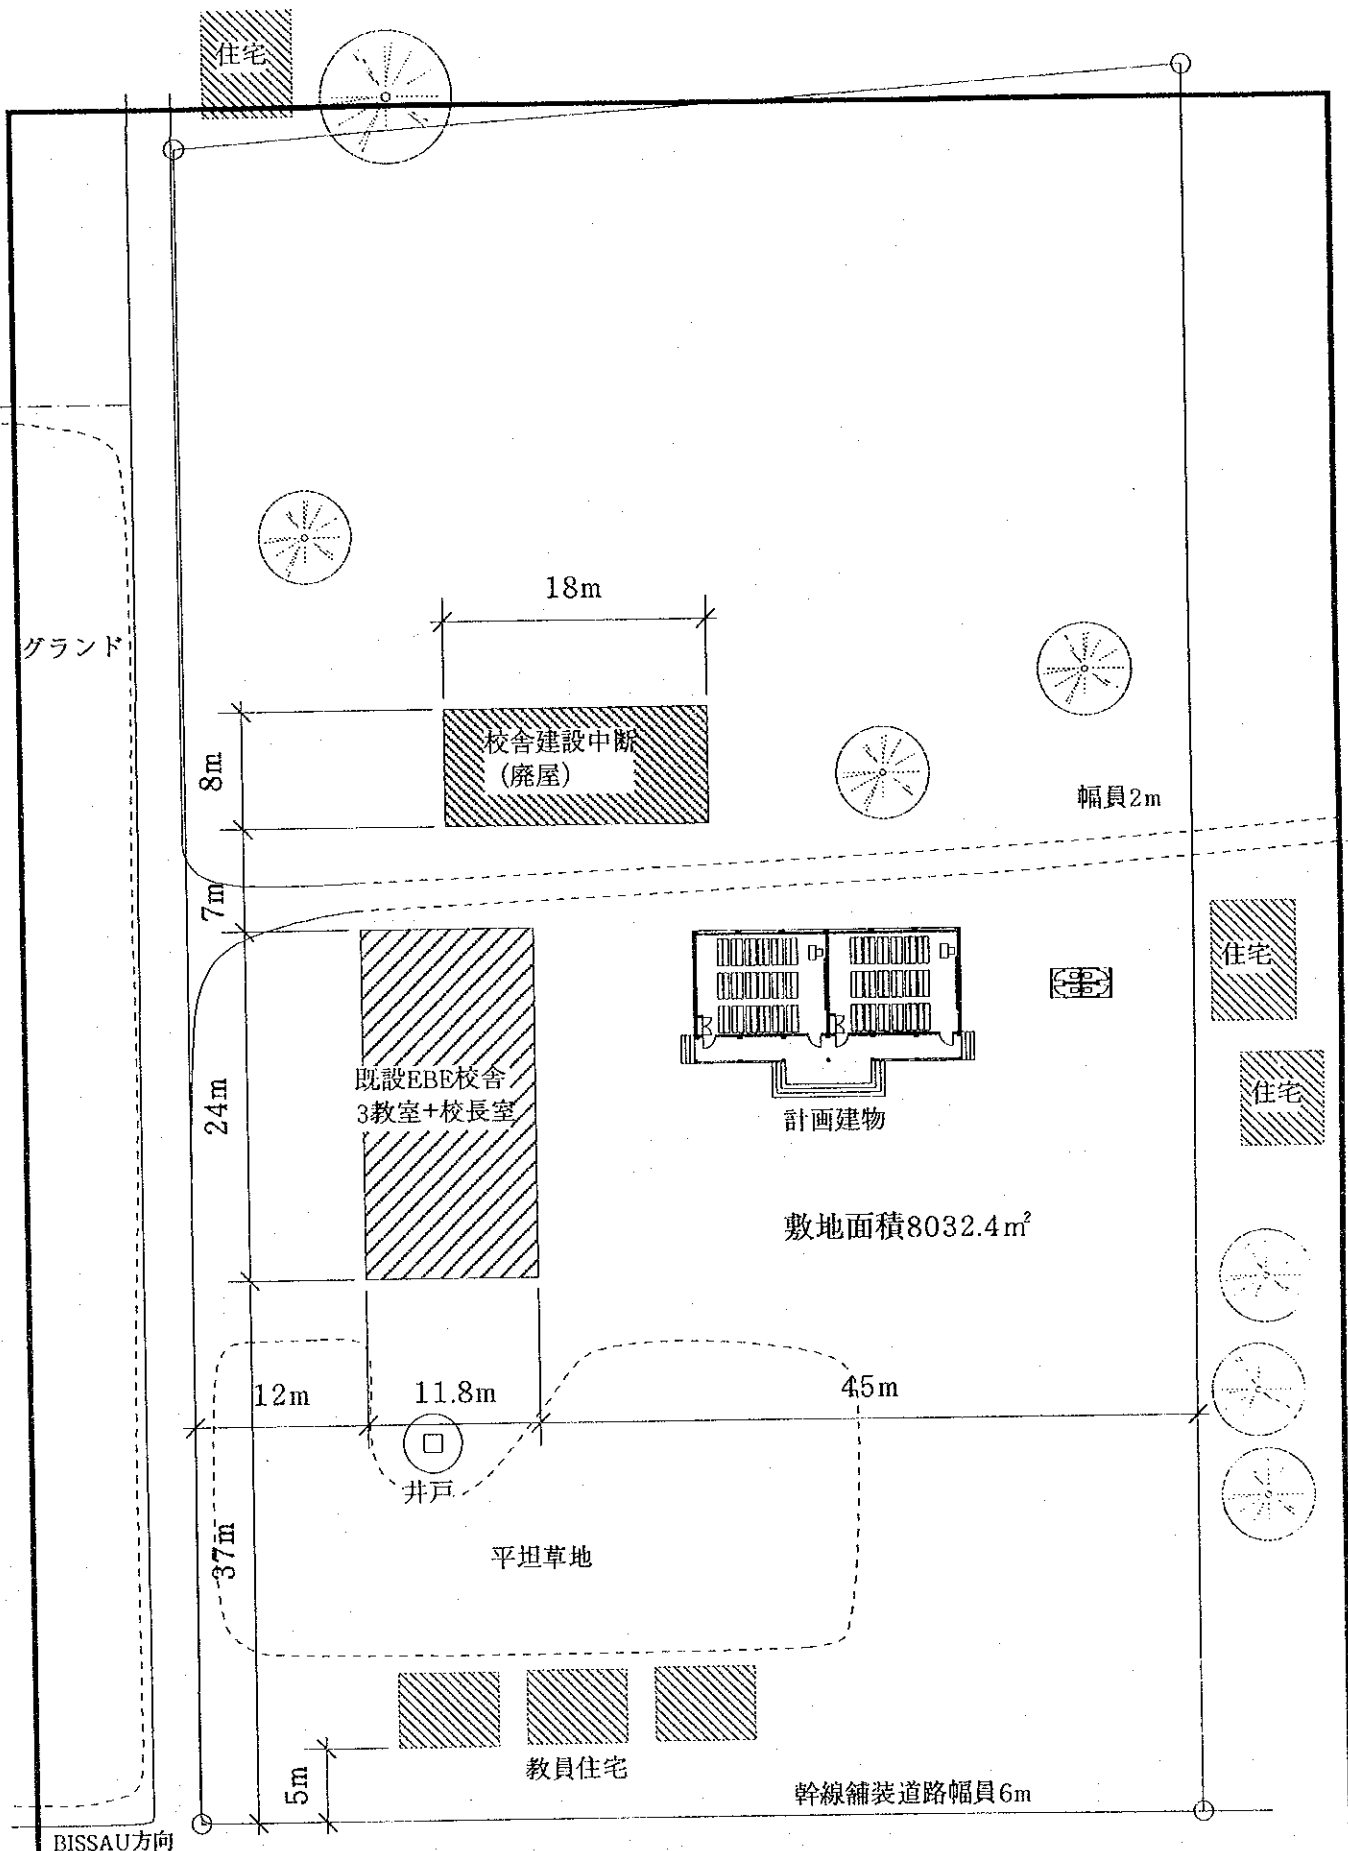 住宅
18m
グランド
校舎建設中断
(廃屋)
8m
幅員2m
7m
住宅
既設EBE校舎
3教室+校長室
24m
住宅
計画建物
敷地面積8032.4㎡
12m
11.8m
45m
井戸
37m
平坦草地
教員住宅
5m
幹線舗装道路幅員6m
BISSAU方向